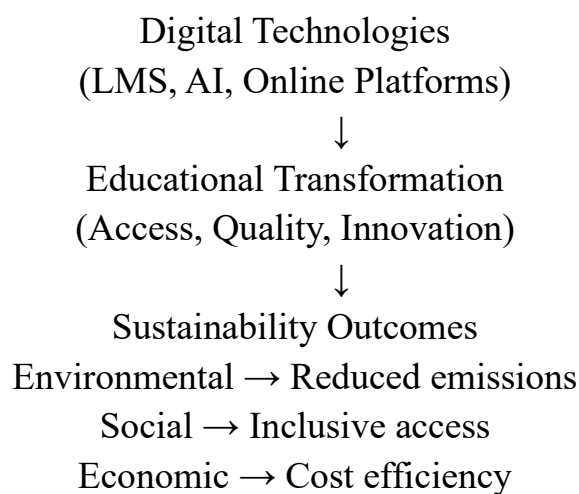 Digital Technologies
(LMS, AI, Online Platforms)
↓
Educational Transformation
(Access, Quality, Innovation)
↓
Sustainability Outcomes
Environmental → Reduced emissions
Social → Inclusive access
Economic → Cost efficiency